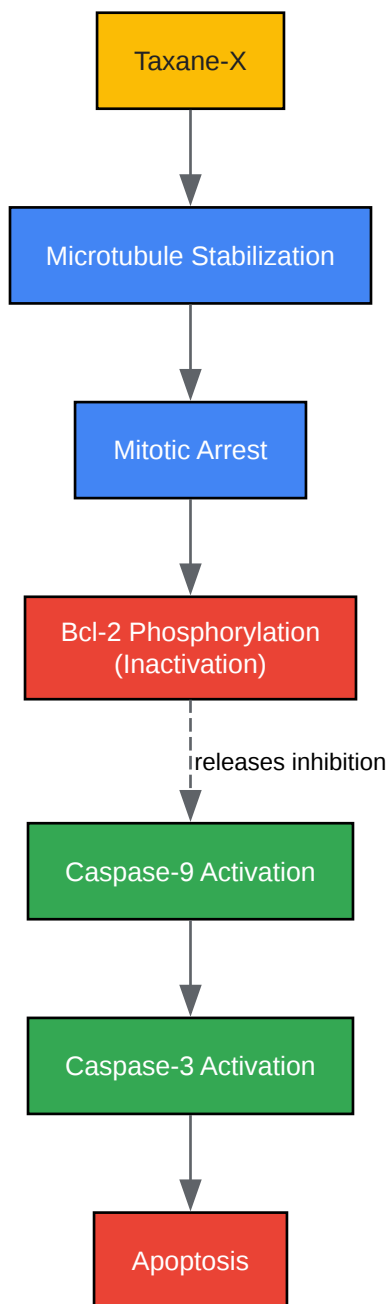 Taxane-X
Microtubule Stabilization
Mitotic Arrest
Bcl-2 Phosphorylation
(Inactivation)
releases inhibition
Caspase-9 Activation
Caspase-3 Activation
Apoptosis